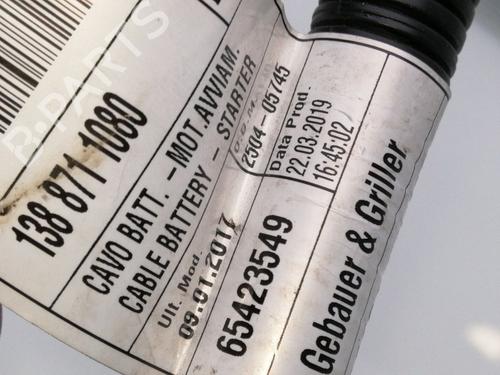 138 871 1080
CAVO BATT. - MOT.AVVIAM.
CABLE BATTERY - STARTER
Ult. Mod.
09.01.2017
2504-05745
65423549
Data Prod.
22.03.2019
16:45:02
Gebauer & Griller
B-PARTS